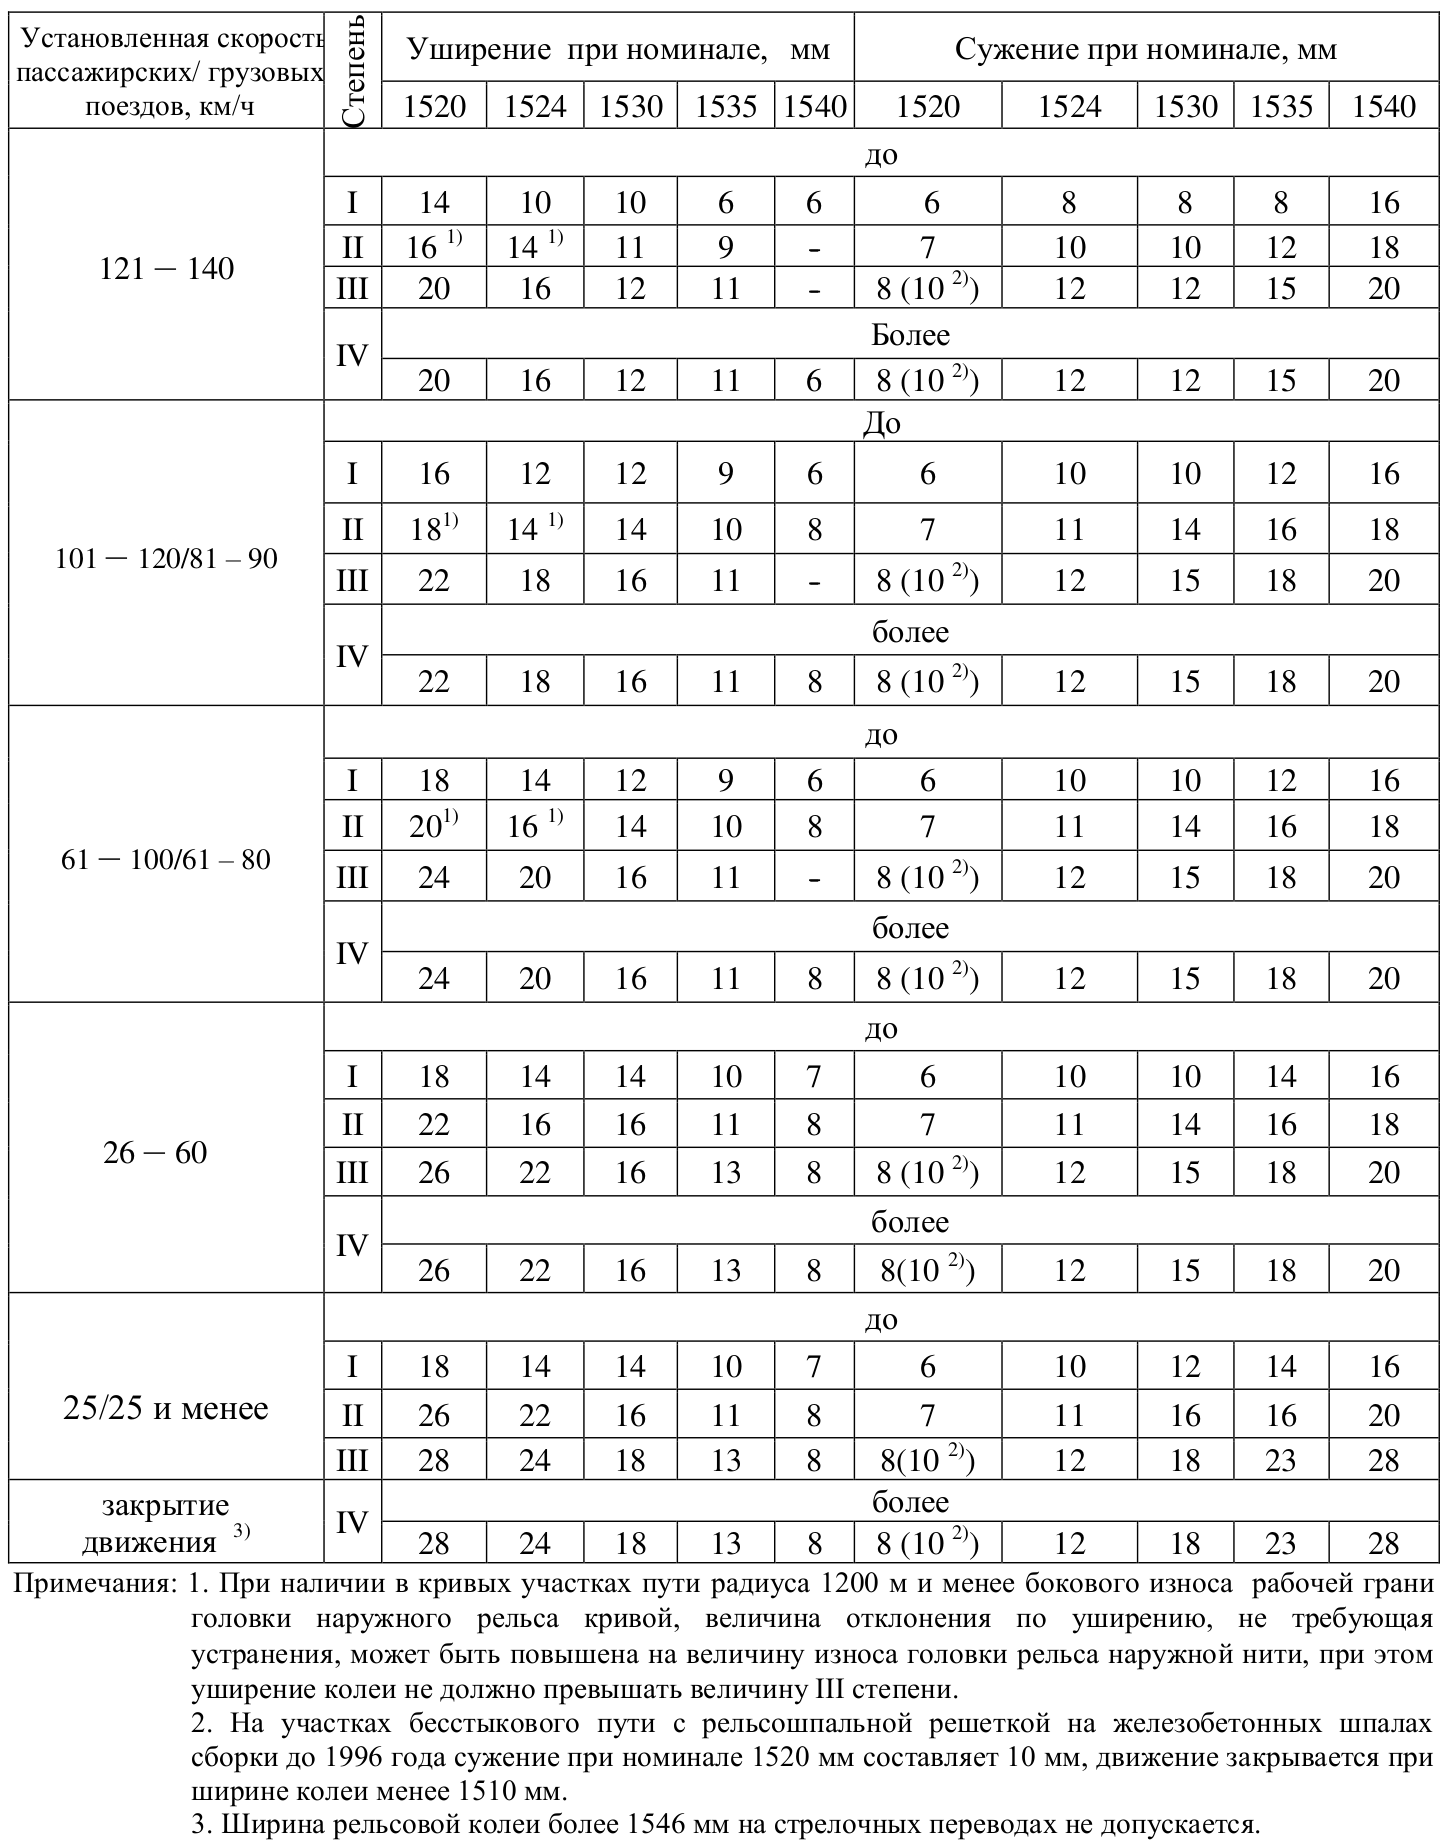 Установленная скорость пассажирских/ грузовых поездов, км/ч | Степень | Уширение при номинале, мм | Сужение при номинале, мм
1520 | 1524 | 1530 | 1535 | 1540 | 1520 | 1524 | 1530 | 1535 | 1540
121 – 140
до
I | 14 | 10 | 10 | 6 | 6 | 6 | 8 | 8 | 8 | 16
II | 16 1) | 14 1) | 11 | 9 | - | 7 | 10 | 10 | 12 | 18
III | 20 | 16 | 12 | 11 | - | 8 (10 2)) | 12 | 12 | 15 | 20
IV | Более
20 | 16 | 12 | 11 | 6 | 8 (10 2)) | 12 | 12 | 15 | 20
101 – 120/81 – 90
До
I | 16 | 12 | 12 | 9 | 6 | 6 | 10 | 10 | 12 | 16
II | 18 1) | 14 1) | 14 | 10 | 8 | 7 | 11 | 14 | 16 | 18
III | 22 | 18 | 16 | 11 | - | 8 (10 2)) | 12 | 15 | 18 | 20
IV | более
22 | 18 | 16 | 11 | 8 | 8 (10 2)) | 12 | 15 | 18 | 20
61 – 100/61 – 80
до
I | 18 | 14 | 12 | 9 | 6 | 6 | 10 | 10 | 12 | 16
II | 20 1) | 16 1) | 14 | 10 | 8 | 7 | 11 | 14 | 16 | 18
III | 24 | 20 | 16 | 11 | - | 8 (10 2)) | 12 | 15 | 18 | 20
IV | более
24 | 20 | 16 | 11 | 8 | 8 (10 2)) | 12 | 15 | 18 | 20
26 – 60
до
I | 18 | 14 | 14 | 10 | 7 | 6 | 10 | 10 | 14 | 16
II | 22 | 16 | 16 | 11 | 8 | 7 | 11 | 14 | 16 | 18
III | 26 | 22 | 16 | 13 | 8 | 8 (10 2)) | 12 | 15 | 18 | 20
IV | более
26 | 22 | 16 | 13 | 8 | 8(10 2)) | 12 | 15 | 18 | 20
25/25 и менее
до
I | 18 | 14 | 14 | 10 | 7 | 6 | 10 | 12 | 14 | 16
II | 26 | 22 | 16 | 11 | 8 | 7 | 11 | 16 | 16 | 20
III | 28 | 24 | 18 | 13 | 8 | 8(10 2)) | 12 | 18 | 23 | 28
закрытие движения 3)
IV | более
28 | 24 | 18 | 13 | 8 | 8 (10 2)) | 12 | 18 | 23 | 28
Примечания: 1. При наличии в кривых участках пути радиуса 1200 м и менее бокового износа рабочей грани
головки наружного рельса кривой, величина отклонения по уширению, не требующая
устранения, может быть повышена на величину износа головки рельса наружной нити, при этом
уширение колеи не должно превышать величину III степени.
2. На участках бесстыкового пути с рельсошпальной решеткой на железобетонных шпалах
сборки до 1996 года сужение при номинале 1520 мм составляет 10 мм, движение закрывается при
ширине колеи менее 1510 мм.
3. Ширина рельсовой колеи более 1546 мм на стрелочных переводах не допускается.